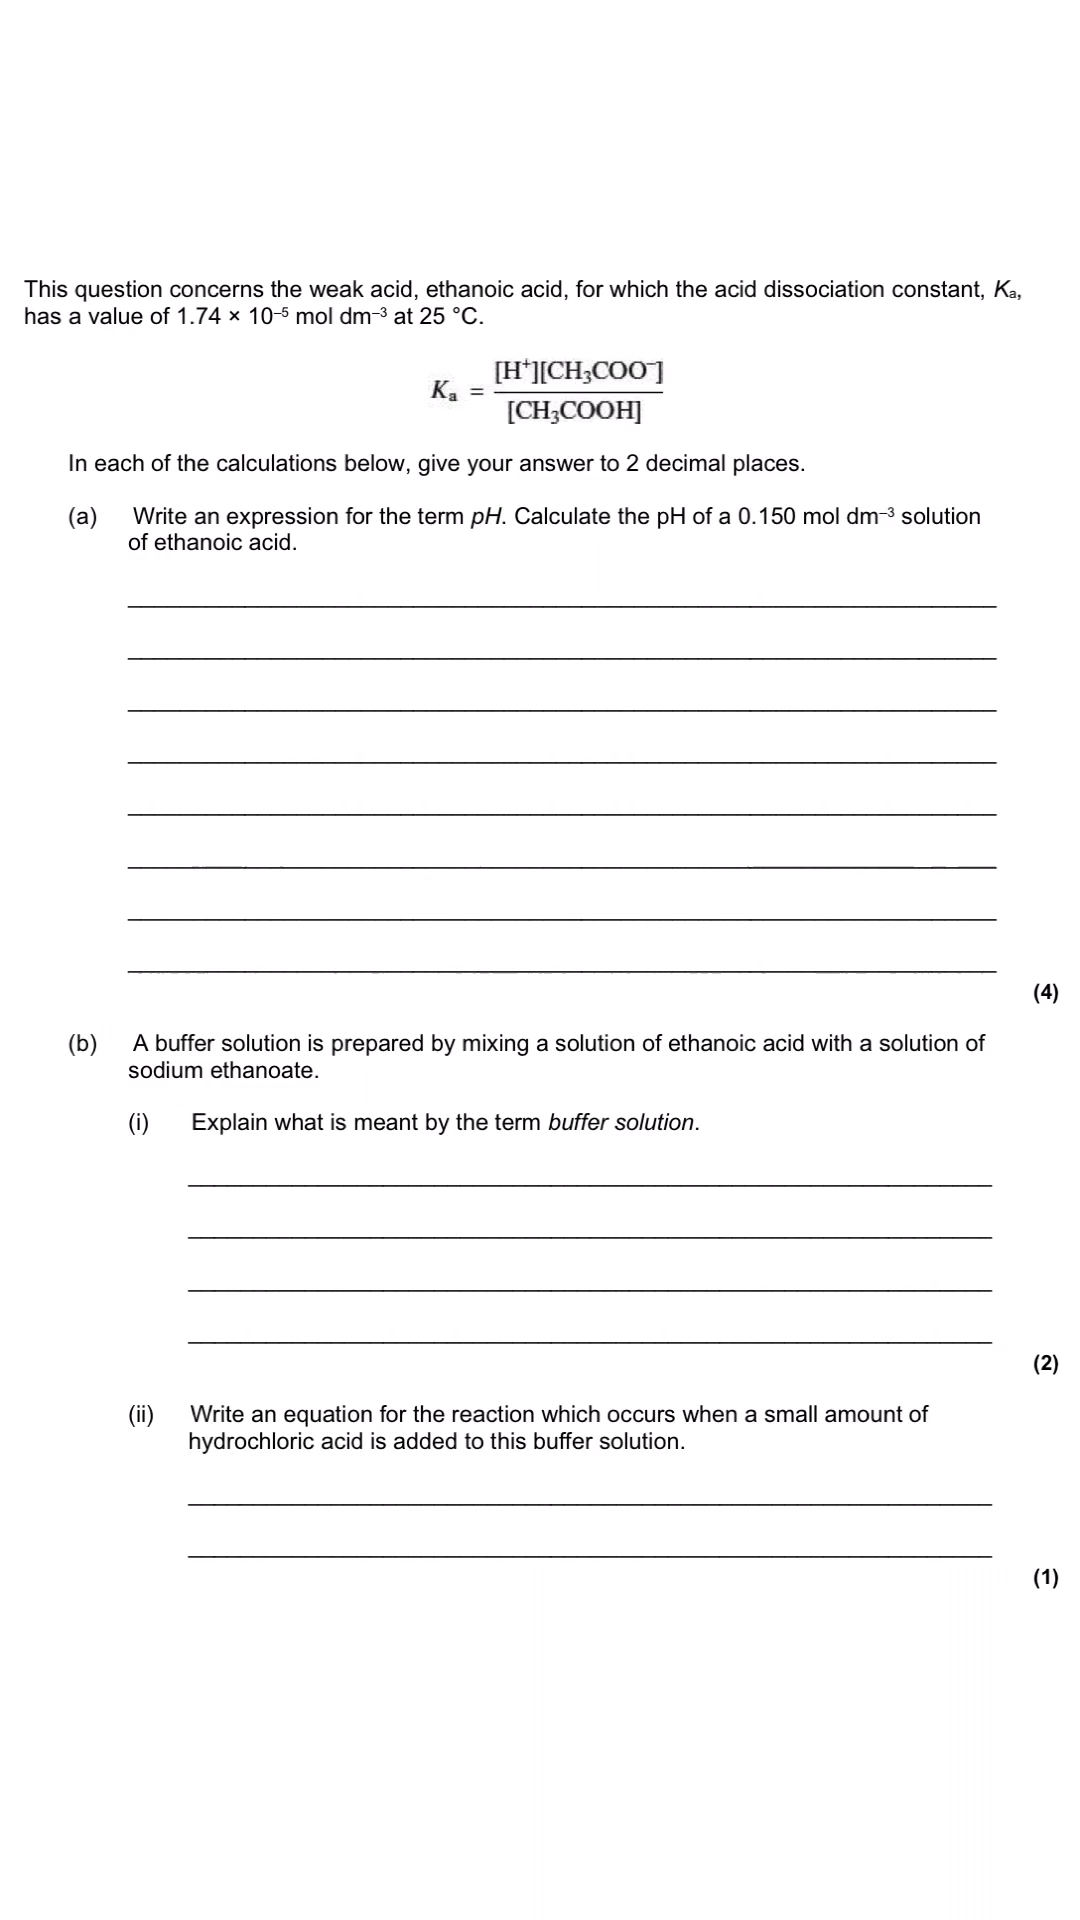 This question concerns the weak acid, ethanoic acid, for which the acid dissociation constant, Kₐ,
has a value of 1.74 × 10⁻⁵ mol dm⁻³ at 25 °C.
Kₐ = [H⁺][CH₃COO⁻] / [CH₃COOH]
In each of the calculations below, give your answer to 2 decimal places.
(a) Write an expression for the term pH. Calculate the pH of a 0.150 mol dm⁻³ solution
of ethanoic acid.
(4)
(b) A buffer solution is prepared by mixing a solution of ethanoic acid with a solution of
sodium ethanoate.
(i) Explain what is meant by the term buffer solution.
(2)
(ii) Write an equation for the reaction which occurs when a small amount of
hydrochloric acid is added to this buffer solution.
(1)